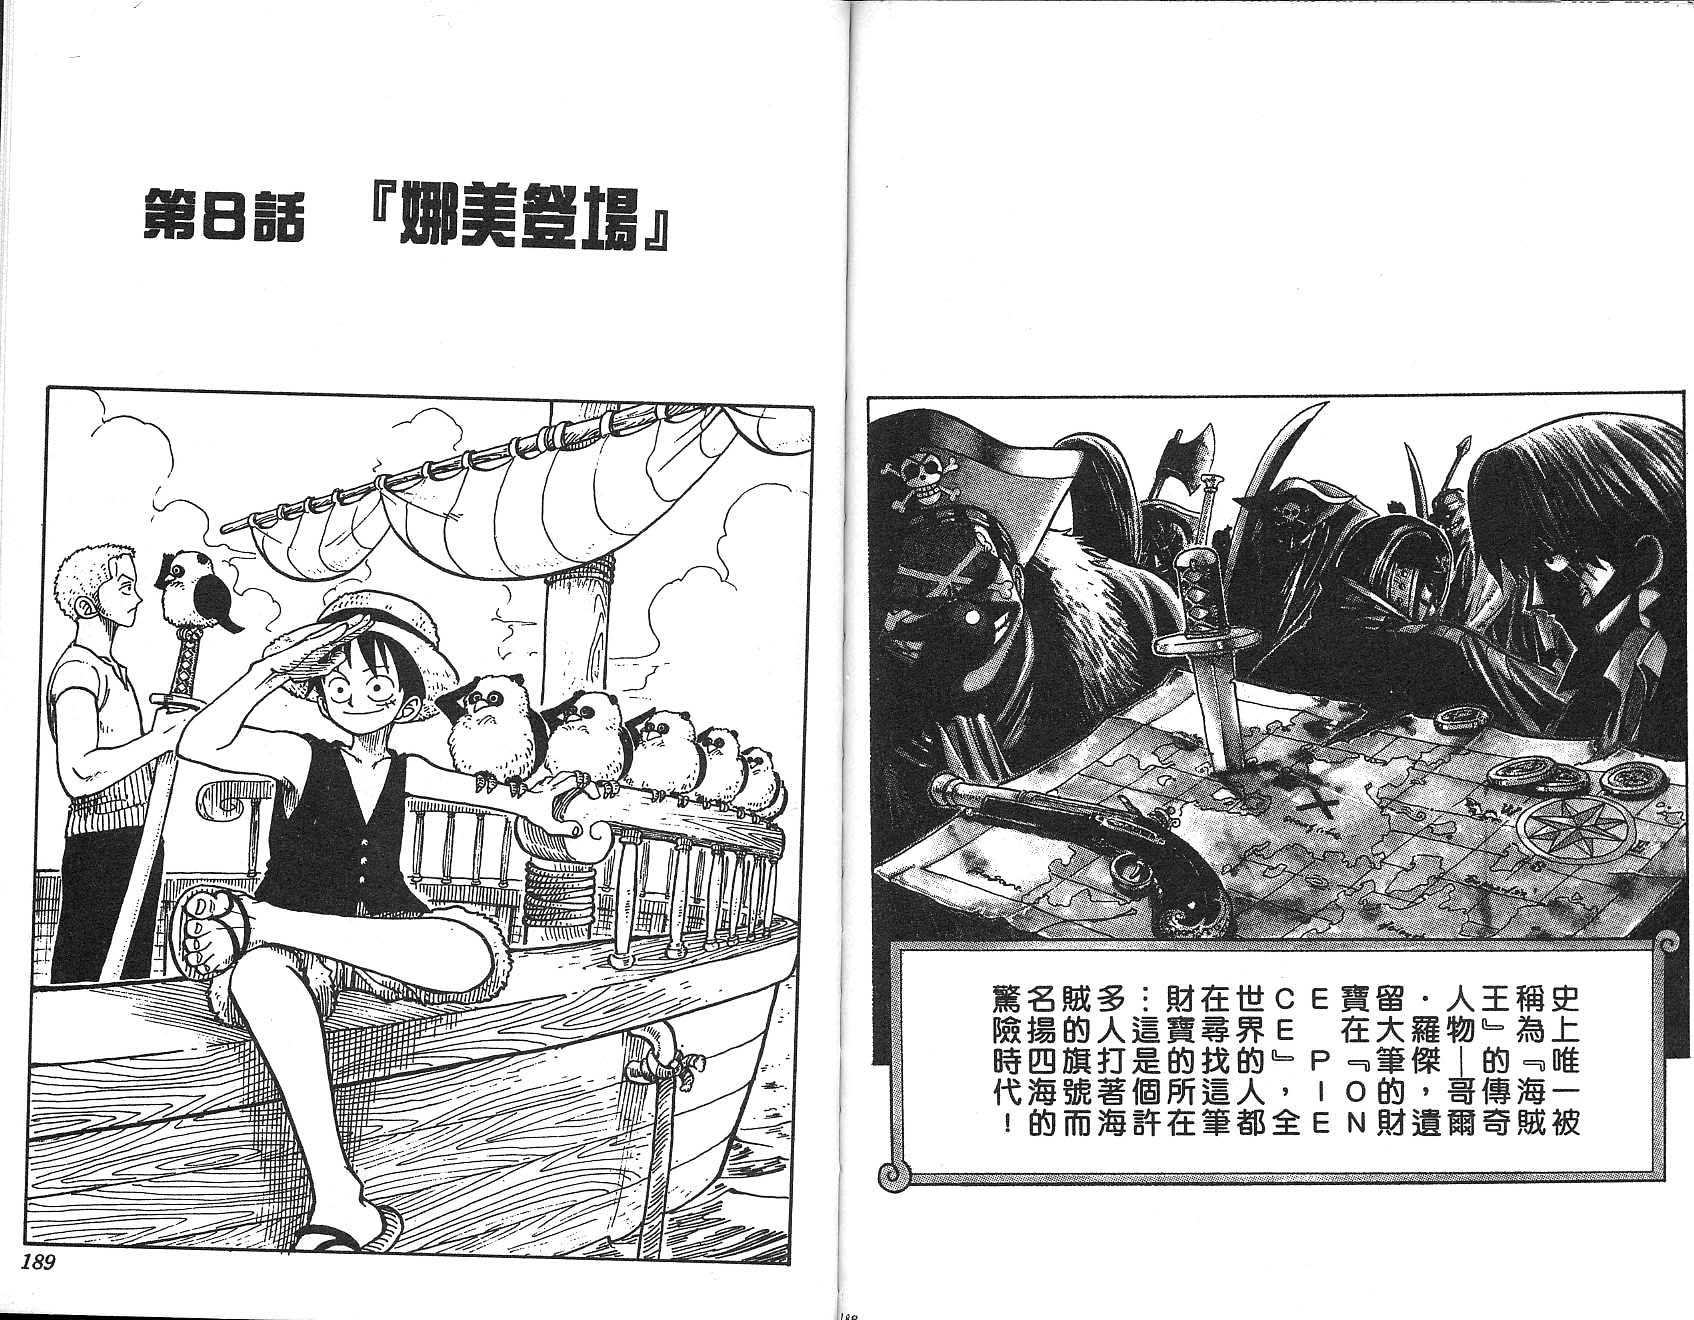 史上唯一被
稱為『海賊
王』的傳奇
人物—哥爾
・羅傑，遺
留大筆的財
寶在『ON
E PIE
CE』，全
世界的人都
在尋找這筆
財寶的所在
…這是個許
多人打著海
賊的旗號而
名揚四海的
驚險時代！
188
第8話 『娜美登場』
189